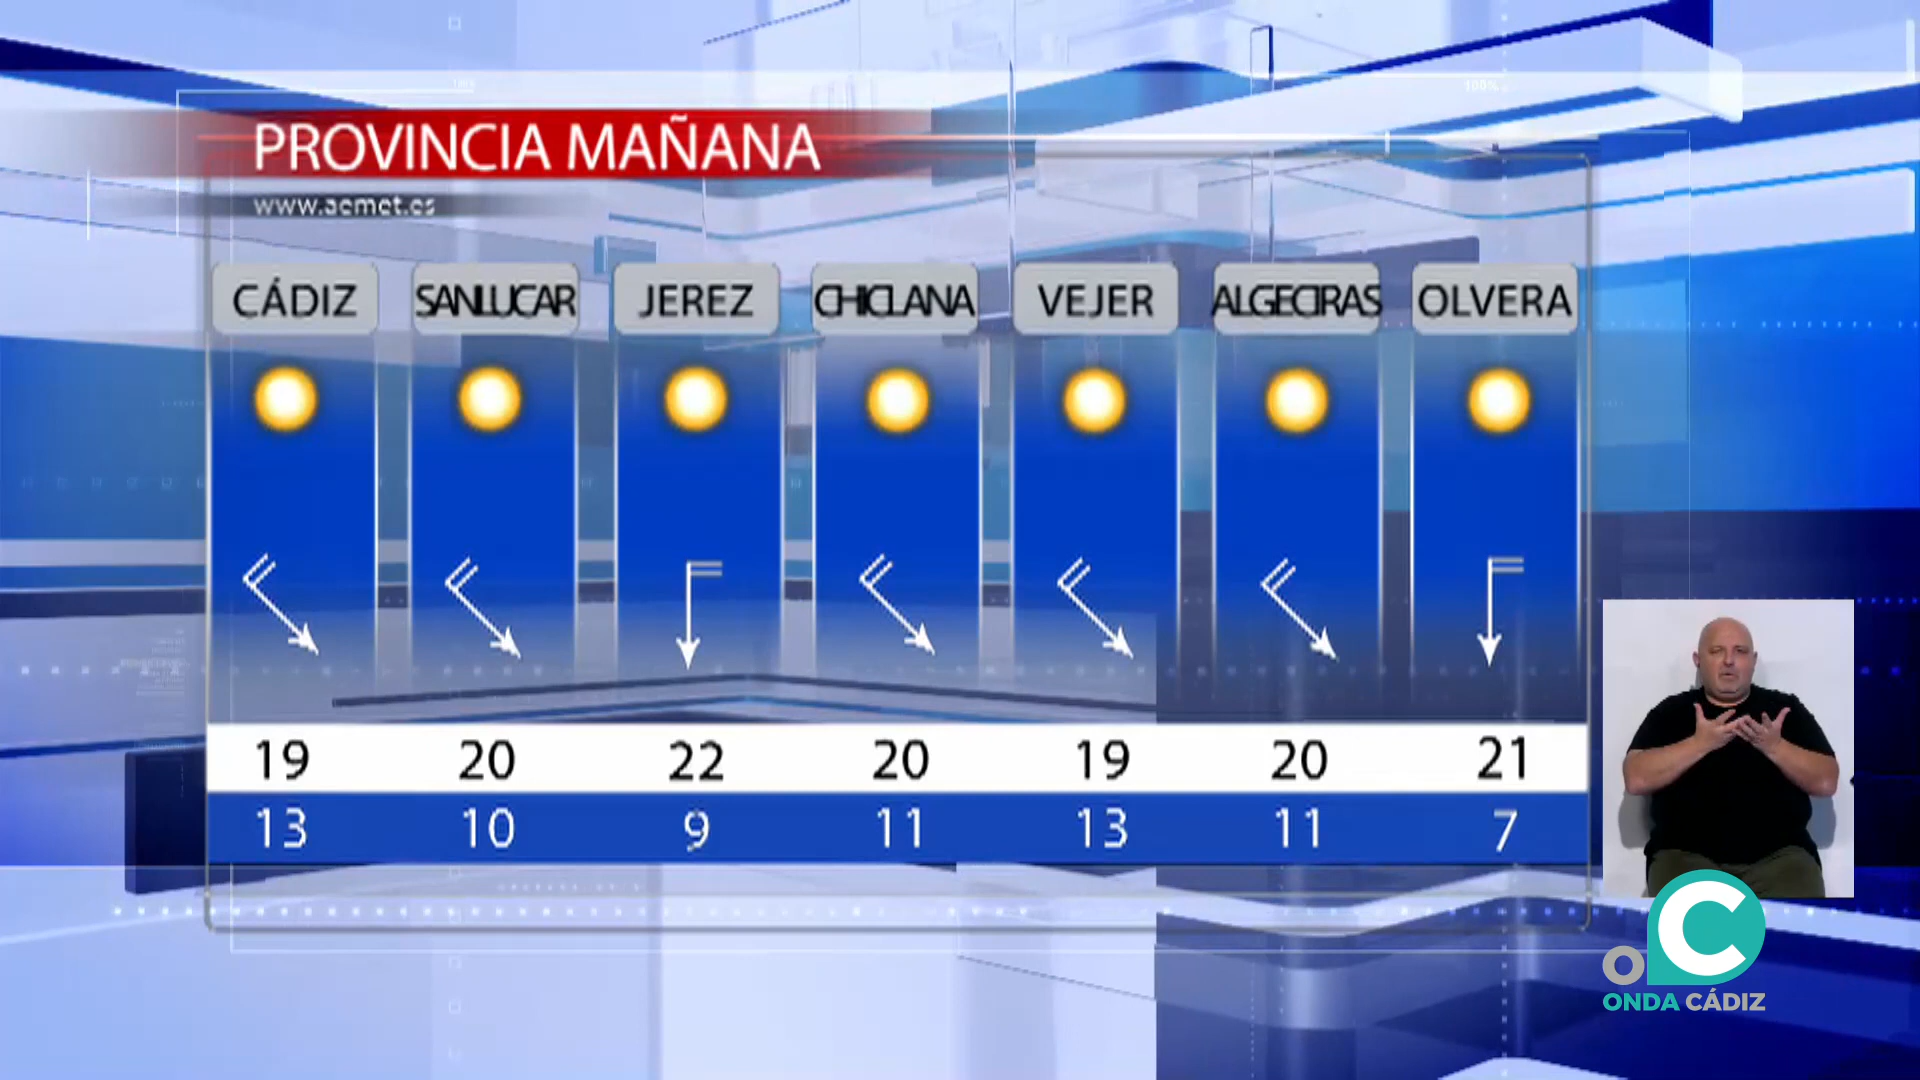 PROVINCIA MAÑANA
www.aemet.es
CÁDIZ SANLUCAR JEREZ CHICLANA VEJER ALGECIRAS OLVERA
19 20 22 20 19 20 21
13 10 9 11 13 11 7
OC
ONDA CÁDIZ